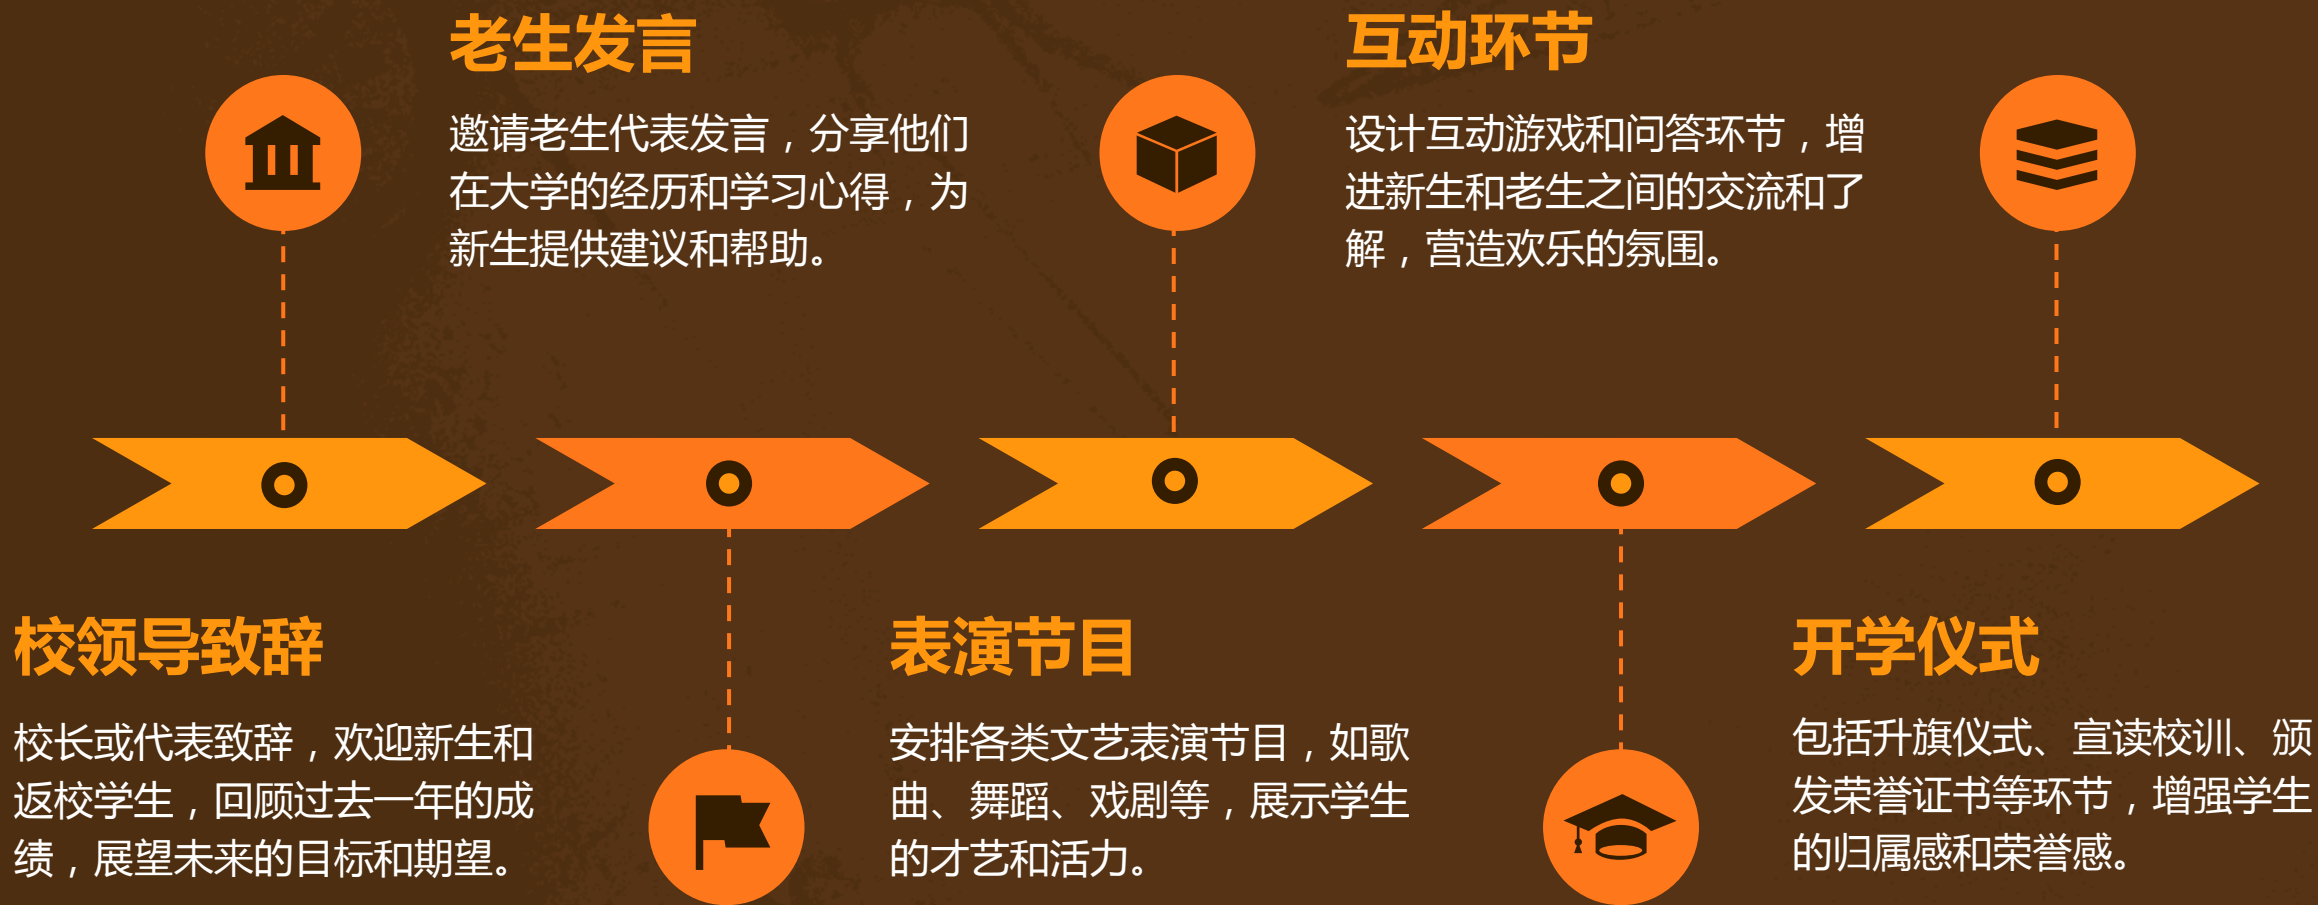 老生发言
邀请老生代表发言，分享他们
在大学的经历和学习心得，为
新生提供建议和帮助。
互动环节
设计互动游戏和问答环节，增
进新生和老生之间的交流和了
解，营造欢乐的氛围。
校领导致辞
校长或代表致辞，欢迎新生和
返校学生，回顾过去一年的成
绩，展望未来的目标和期望。
表演节目
安排各类文艺表演节目，如歌
曲、舞蹈、戏剧等，展示学生
的才艺和活力。
开学仪式
包括升旗仪式、宣读校训、颁
发荣誉证书等环节，增强学生
的归属感和荣誉感。